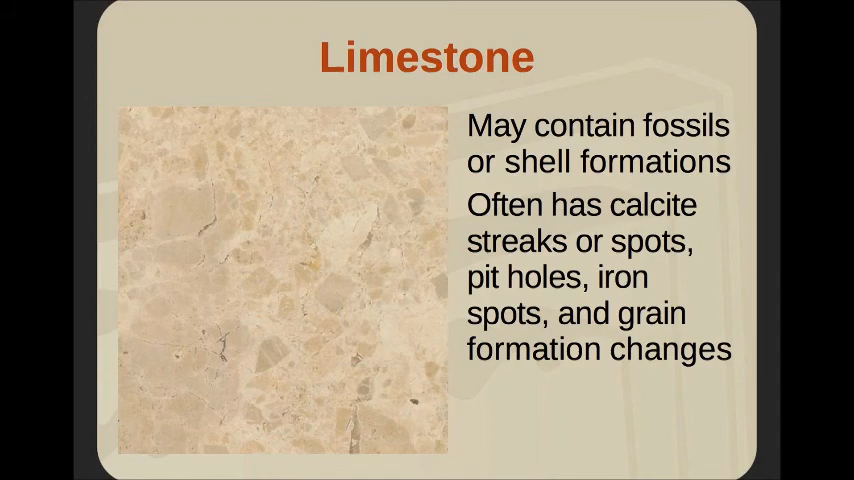 Limestone
May contain fossils
or shell formations
Often has calcite
streaks or spots,
pit holes, iron
spots, and grain
formation changes